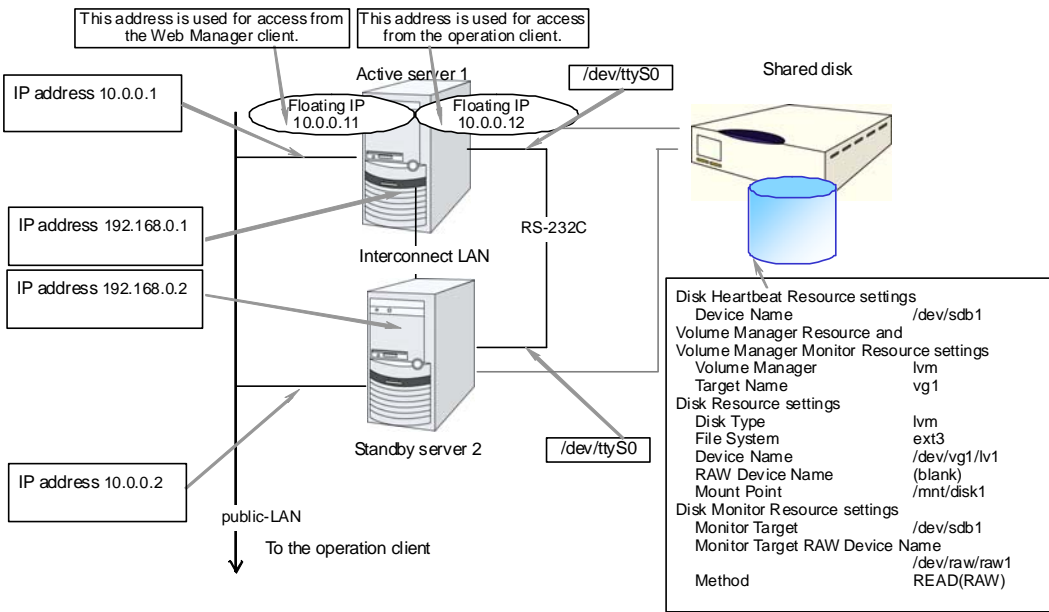 This address is used for access from
the Web Manager client.
This address is used for access
from the operation client.
Active server 1
/dev/ttyS0
Shared disk
IP address 10.0.0.1
Floating IP
10.0.0.11
Floating IP
10.0.0.12
IP address 192.168.0.1
RS-232C
Interconnect LAN
IP address 192.168.0.2
Disk Heartbeat Resource settings
Device Name /dev/sdb1
Volume Manager Resource and
Volume Manager Monitor Resource settings
Volume Manager lvm
Target Name vg1
Disk Resource settings
Disk Type lvm
File System ext3
Device Name /dev/vg1/lv1
RAW Device Name (blank)
Mount Point /mnt/disk1
Disk Monitor Resource settings
Monitor Target /dev/sdb1
Monitor Target RAW Device Name
/dev/raw/raw1
Method READ(RAW)
Standby server 2
/dev/ttyS0
IP address 10.0.0.2
public-LAN
To the operation client